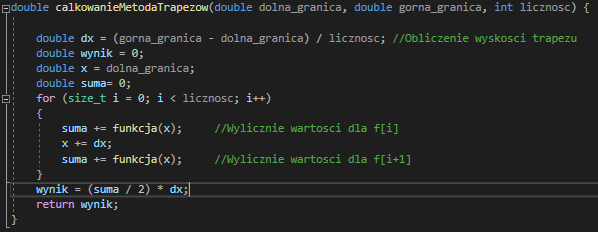 double calkowanieMetodaTrapezow(double dolna_granica, double gorna_granica, int licznosc) {
double dx = (gorna_granica - dolna_granica) / licznosc; //Obliczenie wyskosci trapezu
double wynik = 0;
double x = dolna_granica;
double suma= 0;
for (size_t i = 0; i < licznosc; i++)
{
suma += funkcja(x); //Wylicznie wartosci dla f[i]
x += dx;
suma += funkcja(x); //Wylicznie wartosci dla f[i+1]
}
wynik = (suma / 2) * dx;
return wynik;
}